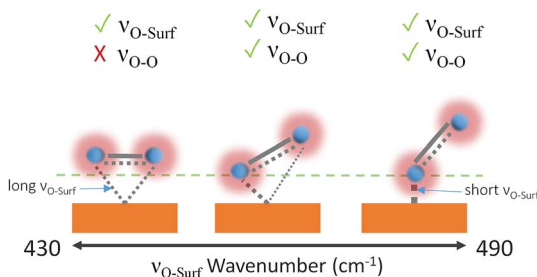 ✓ νO-Surf ✓ νO-Surf ✓ νO-Surf
✗ νO-O ✓ νO-O ✓ νO-O
long νO-Surf
short νO-Surf
430 490
νO-Surf Wavenumber (cm-1)